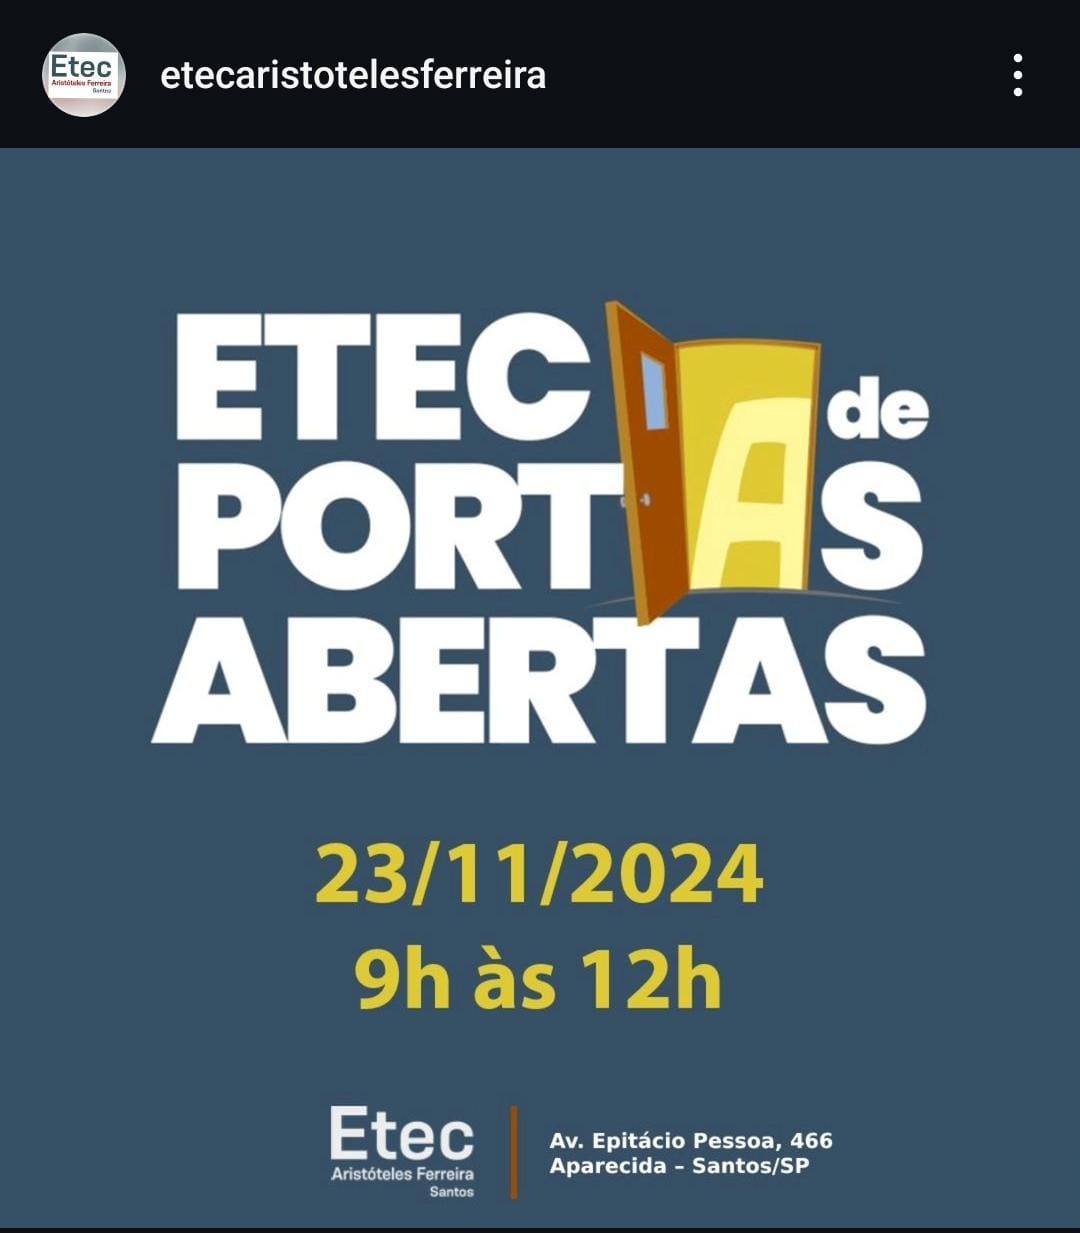 Etec
Aristóteles Ferreira
Santos
etecaristotelesferreira
ETEC de
PORTAS
ABERTAS
23/11/2024
9h às 12h
Etec
Aristóteles Ferreira
Santos
Av. Epitácio Pessoa, 466
Aparecida – Santos/SP